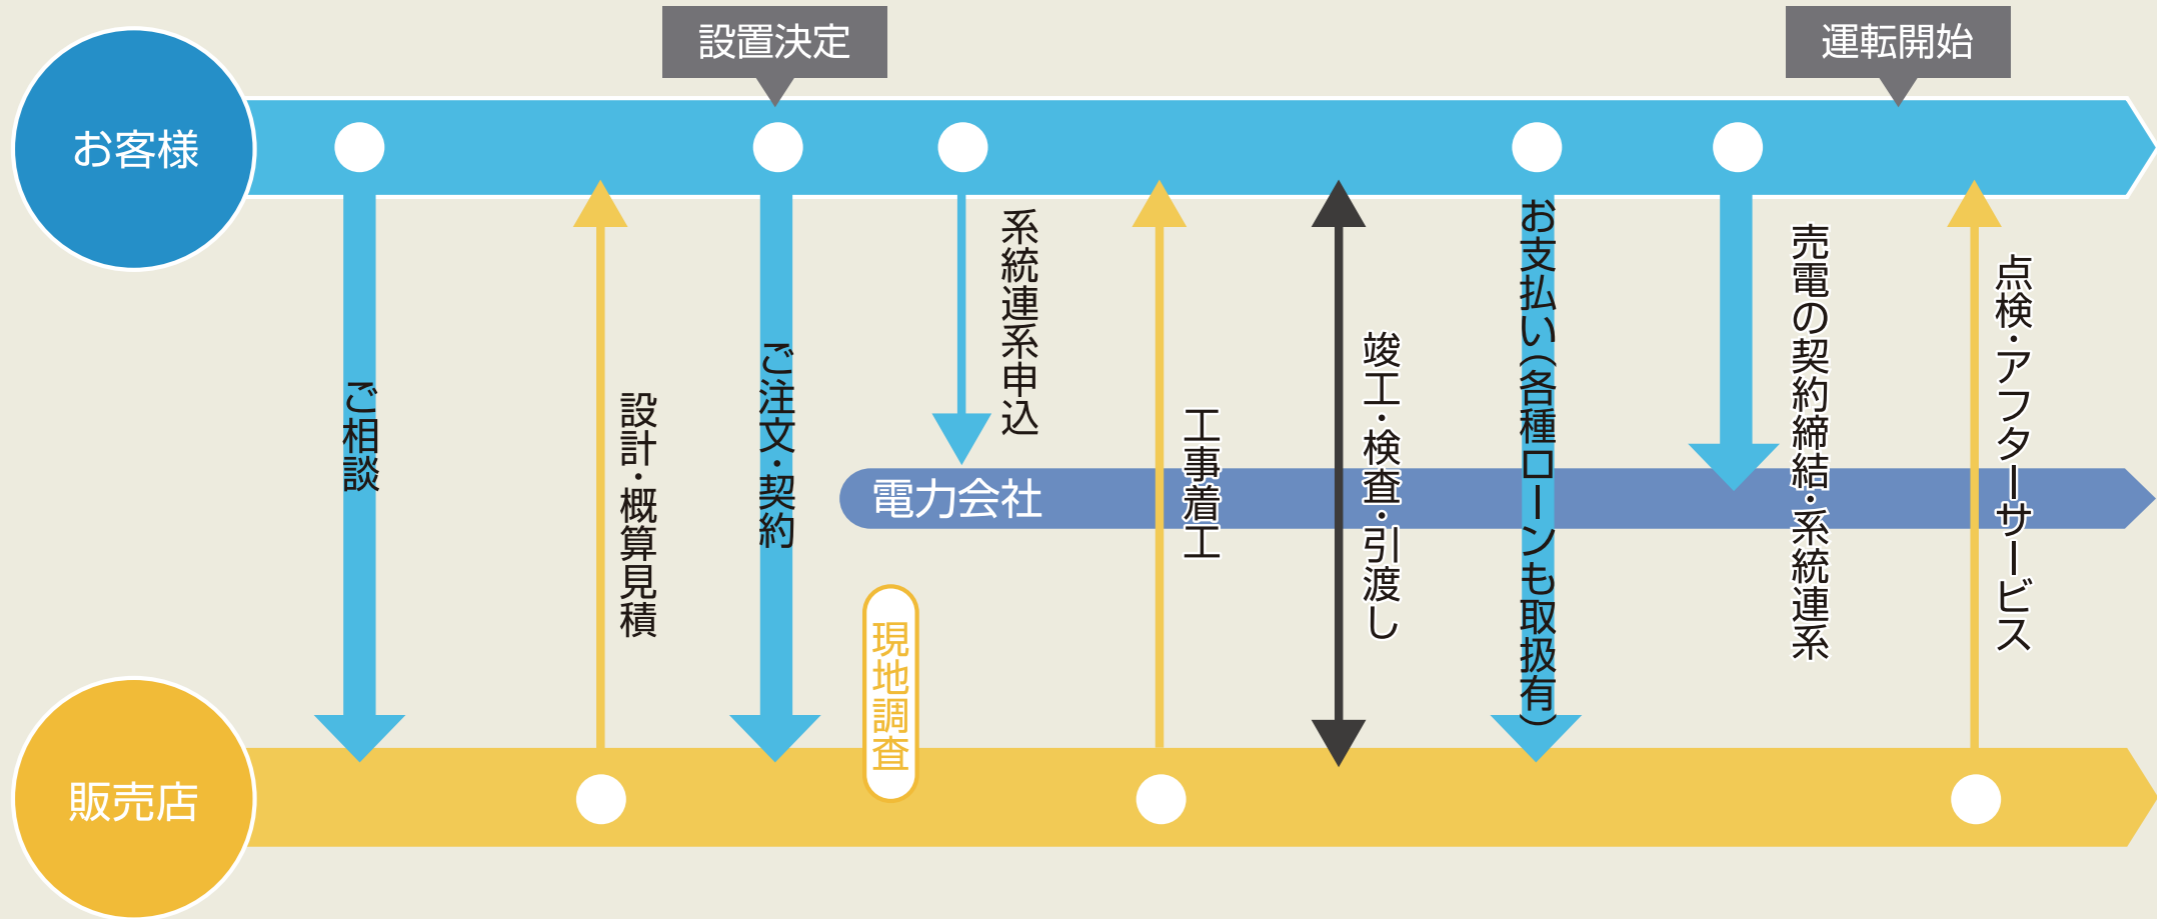 設置決定
運転開始
お客様
ご相談
設計・概算見積
ご注文・契約
系統連系申込
電力会社
現地調査
工事着工
竣工・検査・引渡し
お支払い(各種ローンも取扱有)
売電の契約締結・系統連系
点検・アフターサービス
販売店